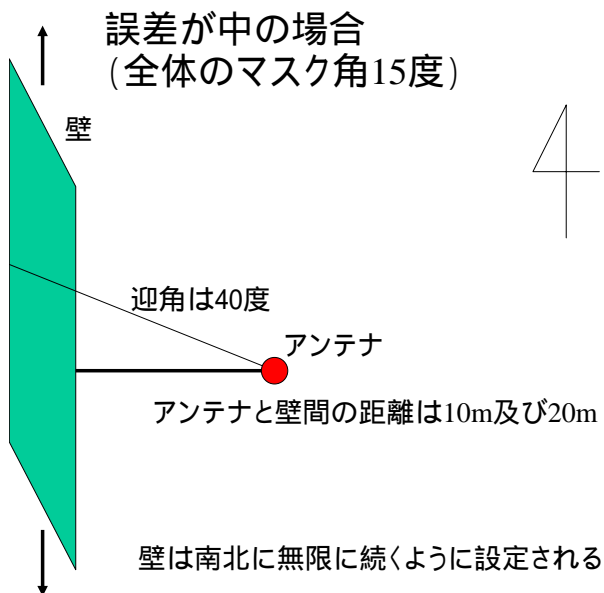 誤差が中の場合
(全体のマスク角15度)
壁
迎角は40度
アンテナ
アンテナと壁間の距離は10m及び20m
壁は南北に無限に続くように設定される